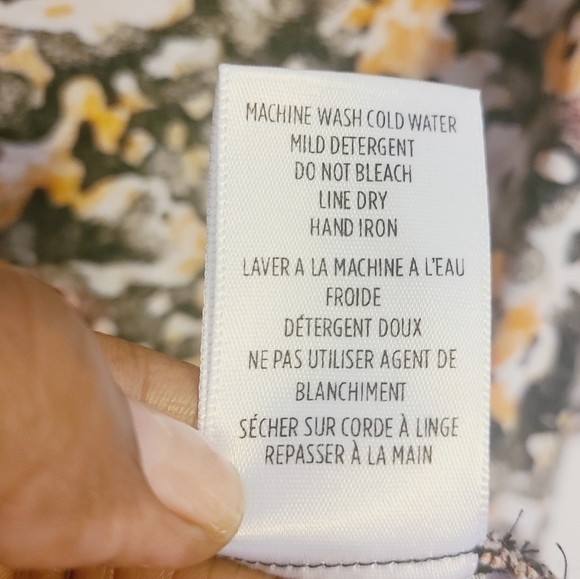 MACHINE WASH COLD WATER
MILD DETERGENT
DO NOT BLEACH
LINE DRY
HAND IRON
LAVER A LA MACHINE A L'EAU
FROIDE
DÉTERGENT DOUX
NE PAS UTILISER AGENT DE
BLANCHIMENT
SÉCHER SUR CORDE À LINGE
REPASSER À LA MAIN